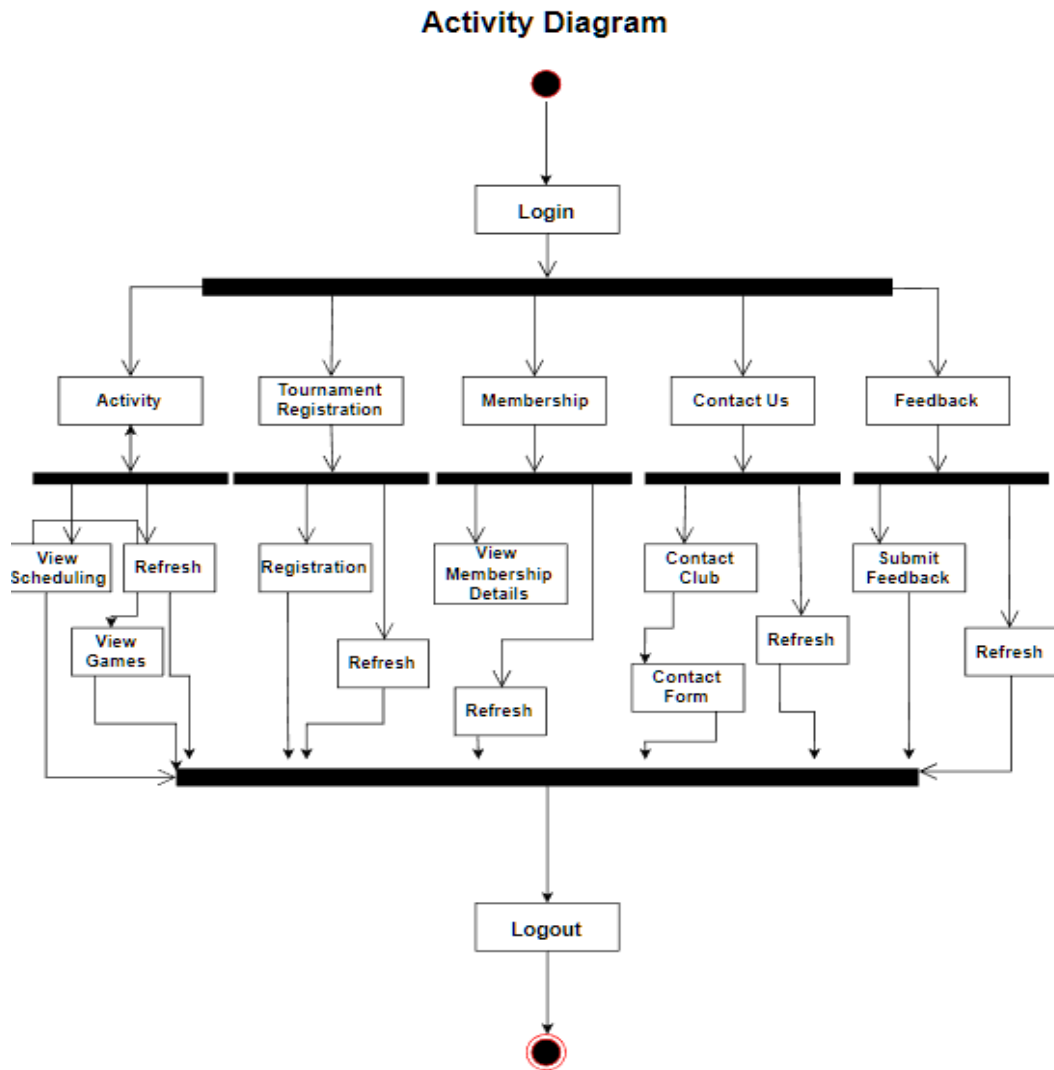 Activity Diagram
Login
Activity
Tournament
Registration
Membership
Contact Us
Feedback
View
Scheduling
Refresh
Registration
View
Membership
Details
Contact
Club
Submit
Feedback
View
Games
Refresh
Refresh
Refresh
Contact
Form
Refresh
Logout